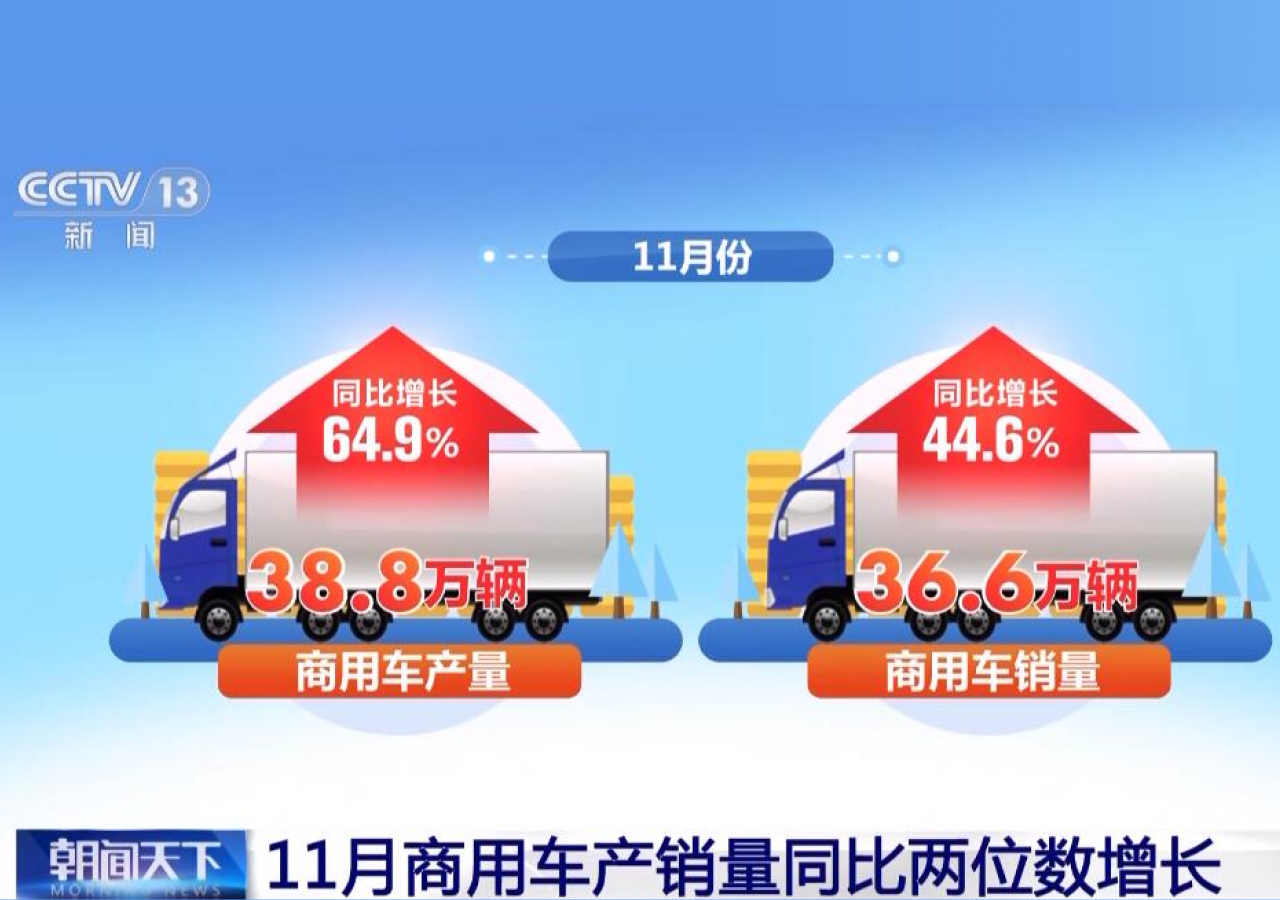 CCTV 13
新闻
11月份
同比增长
64.9%
38.8万辆
商用车产量
同比增长
44.6%
36.6万辆
商用车销量
朝闻天下
MORNING NEWS
11月商用车产销量同比两位数增长